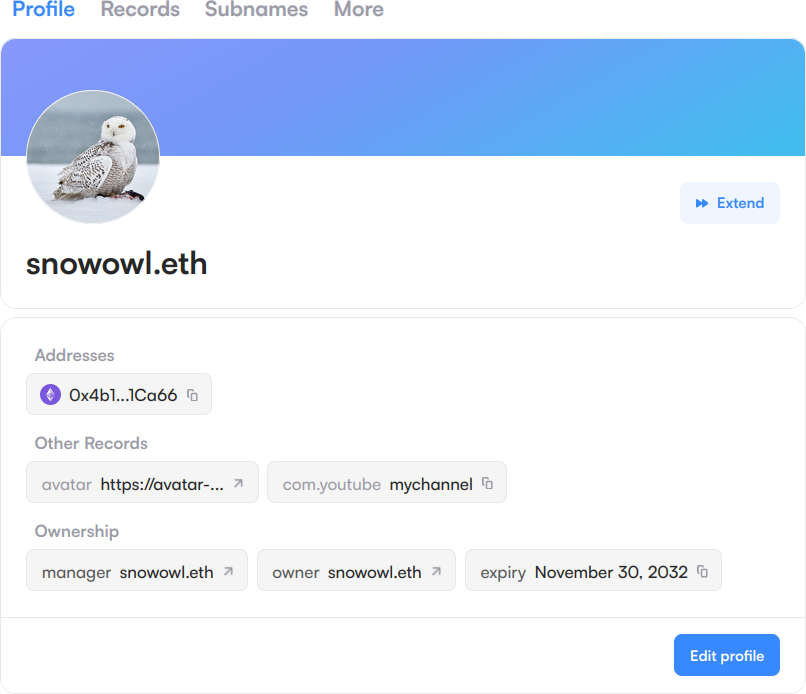 Profile Records Subnames More
Extend
snowowl.eth
Addresses
0x4b1...1Ca66
Other Records
avatar https://avatar-...
com.youtube mychannel
Ownership
manager snowowl.eth
owner snowowl.eth
expiry November 30, 2032
Edit profile